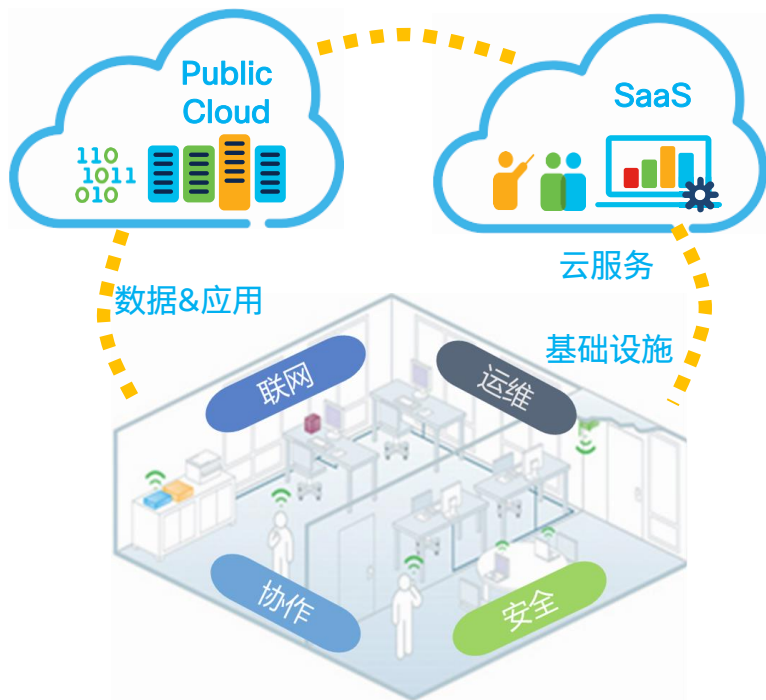 Public
Cloud
SaaS
110
1011
010
云服务
数据&应用
基础设施
联网
运维
协作
安全